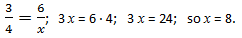 3/4 = 6/x; 3x = 6 · 4; 3x = 24; so x = 8.